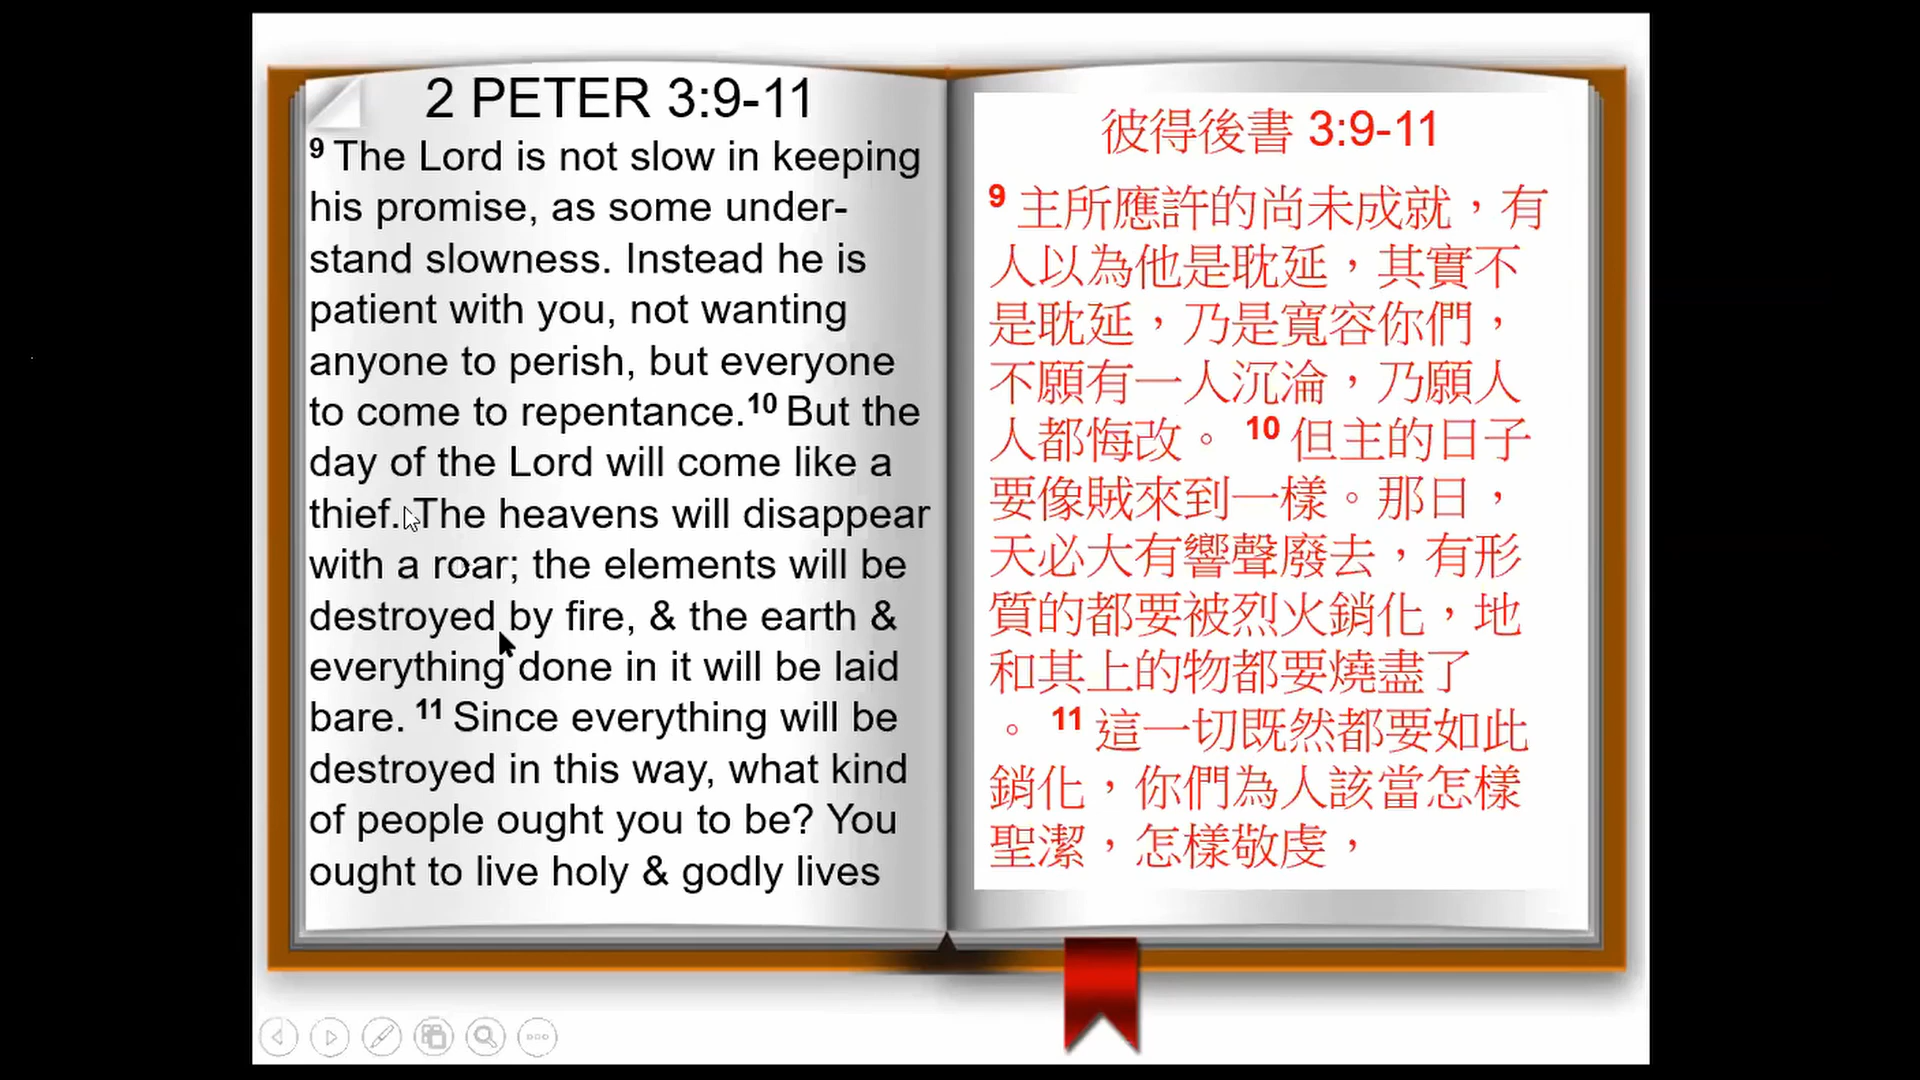 2 PETER 3:9-11
9 The Lord is not slow in keeping
his promise, as some under-
stand slowness. Instead he is
patient with you, not wanting
anyone to perish, but everyone
to come to repentance.10 But the
day of the Lord will come like a
thief. The heavens will disappear
with a roar; the elements will be
destroyed by fire, & the earth &
everything done in it will be laid
bare. 11 Since everything will be
destroyed in this way, what kind
of people ought you to be? You
ought to live holy & godly lives
彼得後書 3:9-11
9 主所應許的尚未成就，有
人以為他是耽延，其實不
是耽延，乃是寬容你們，
不願有一人沉淪，乃願人
人都悔改。 10 但主的日子
要像賊來到一樣。那日，
天必大有響聲廢去，有形
質的都要被烈火銷化，地
和其上的物都要燒盡了
。 11 這一切既然都要如此
銷化，你們為人該當怎樣
聖潔，怎樣敬虔，